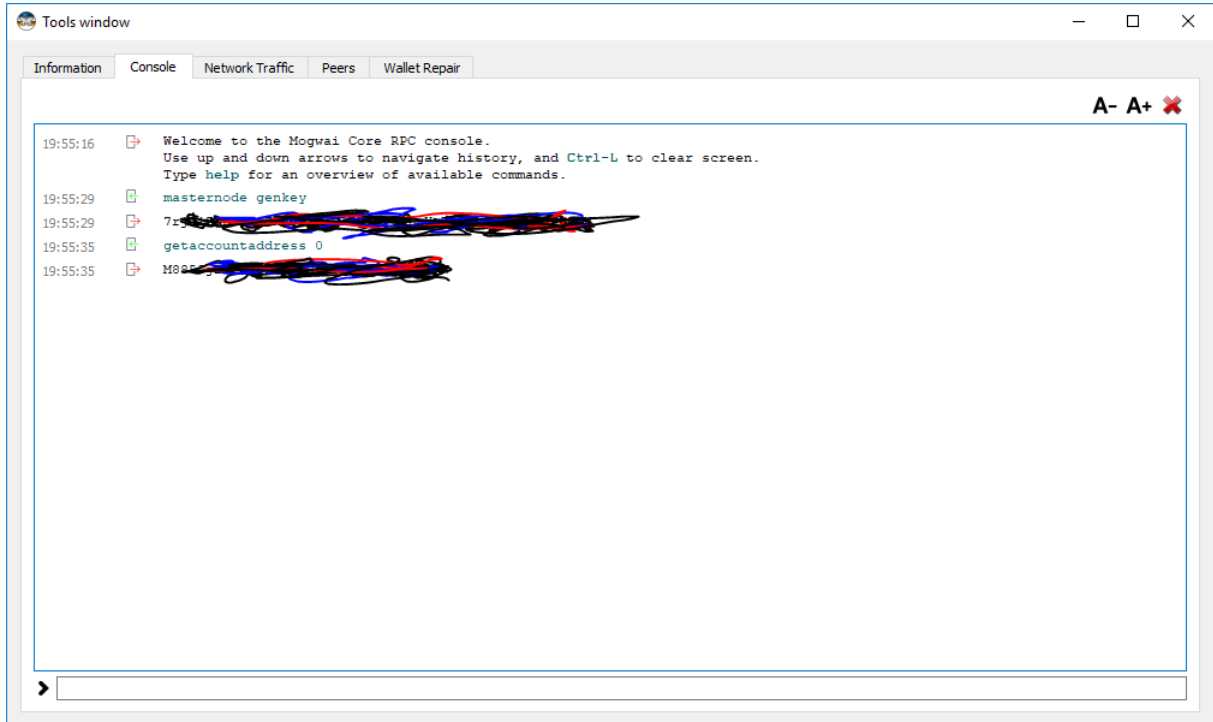 Tools window
Information Console Network Traffic Peers Wallet Repair
A- A+
19:55:16 Welcome to the Mogwai Core RPC console.
Use up and down arrows to navigate history, and Ctrl-L to clear screen.
Type help for an overview of available commands.
19:55:29 masternode genkey
19:55:29
19:55:35 getaccountaddress 0
19:55:35